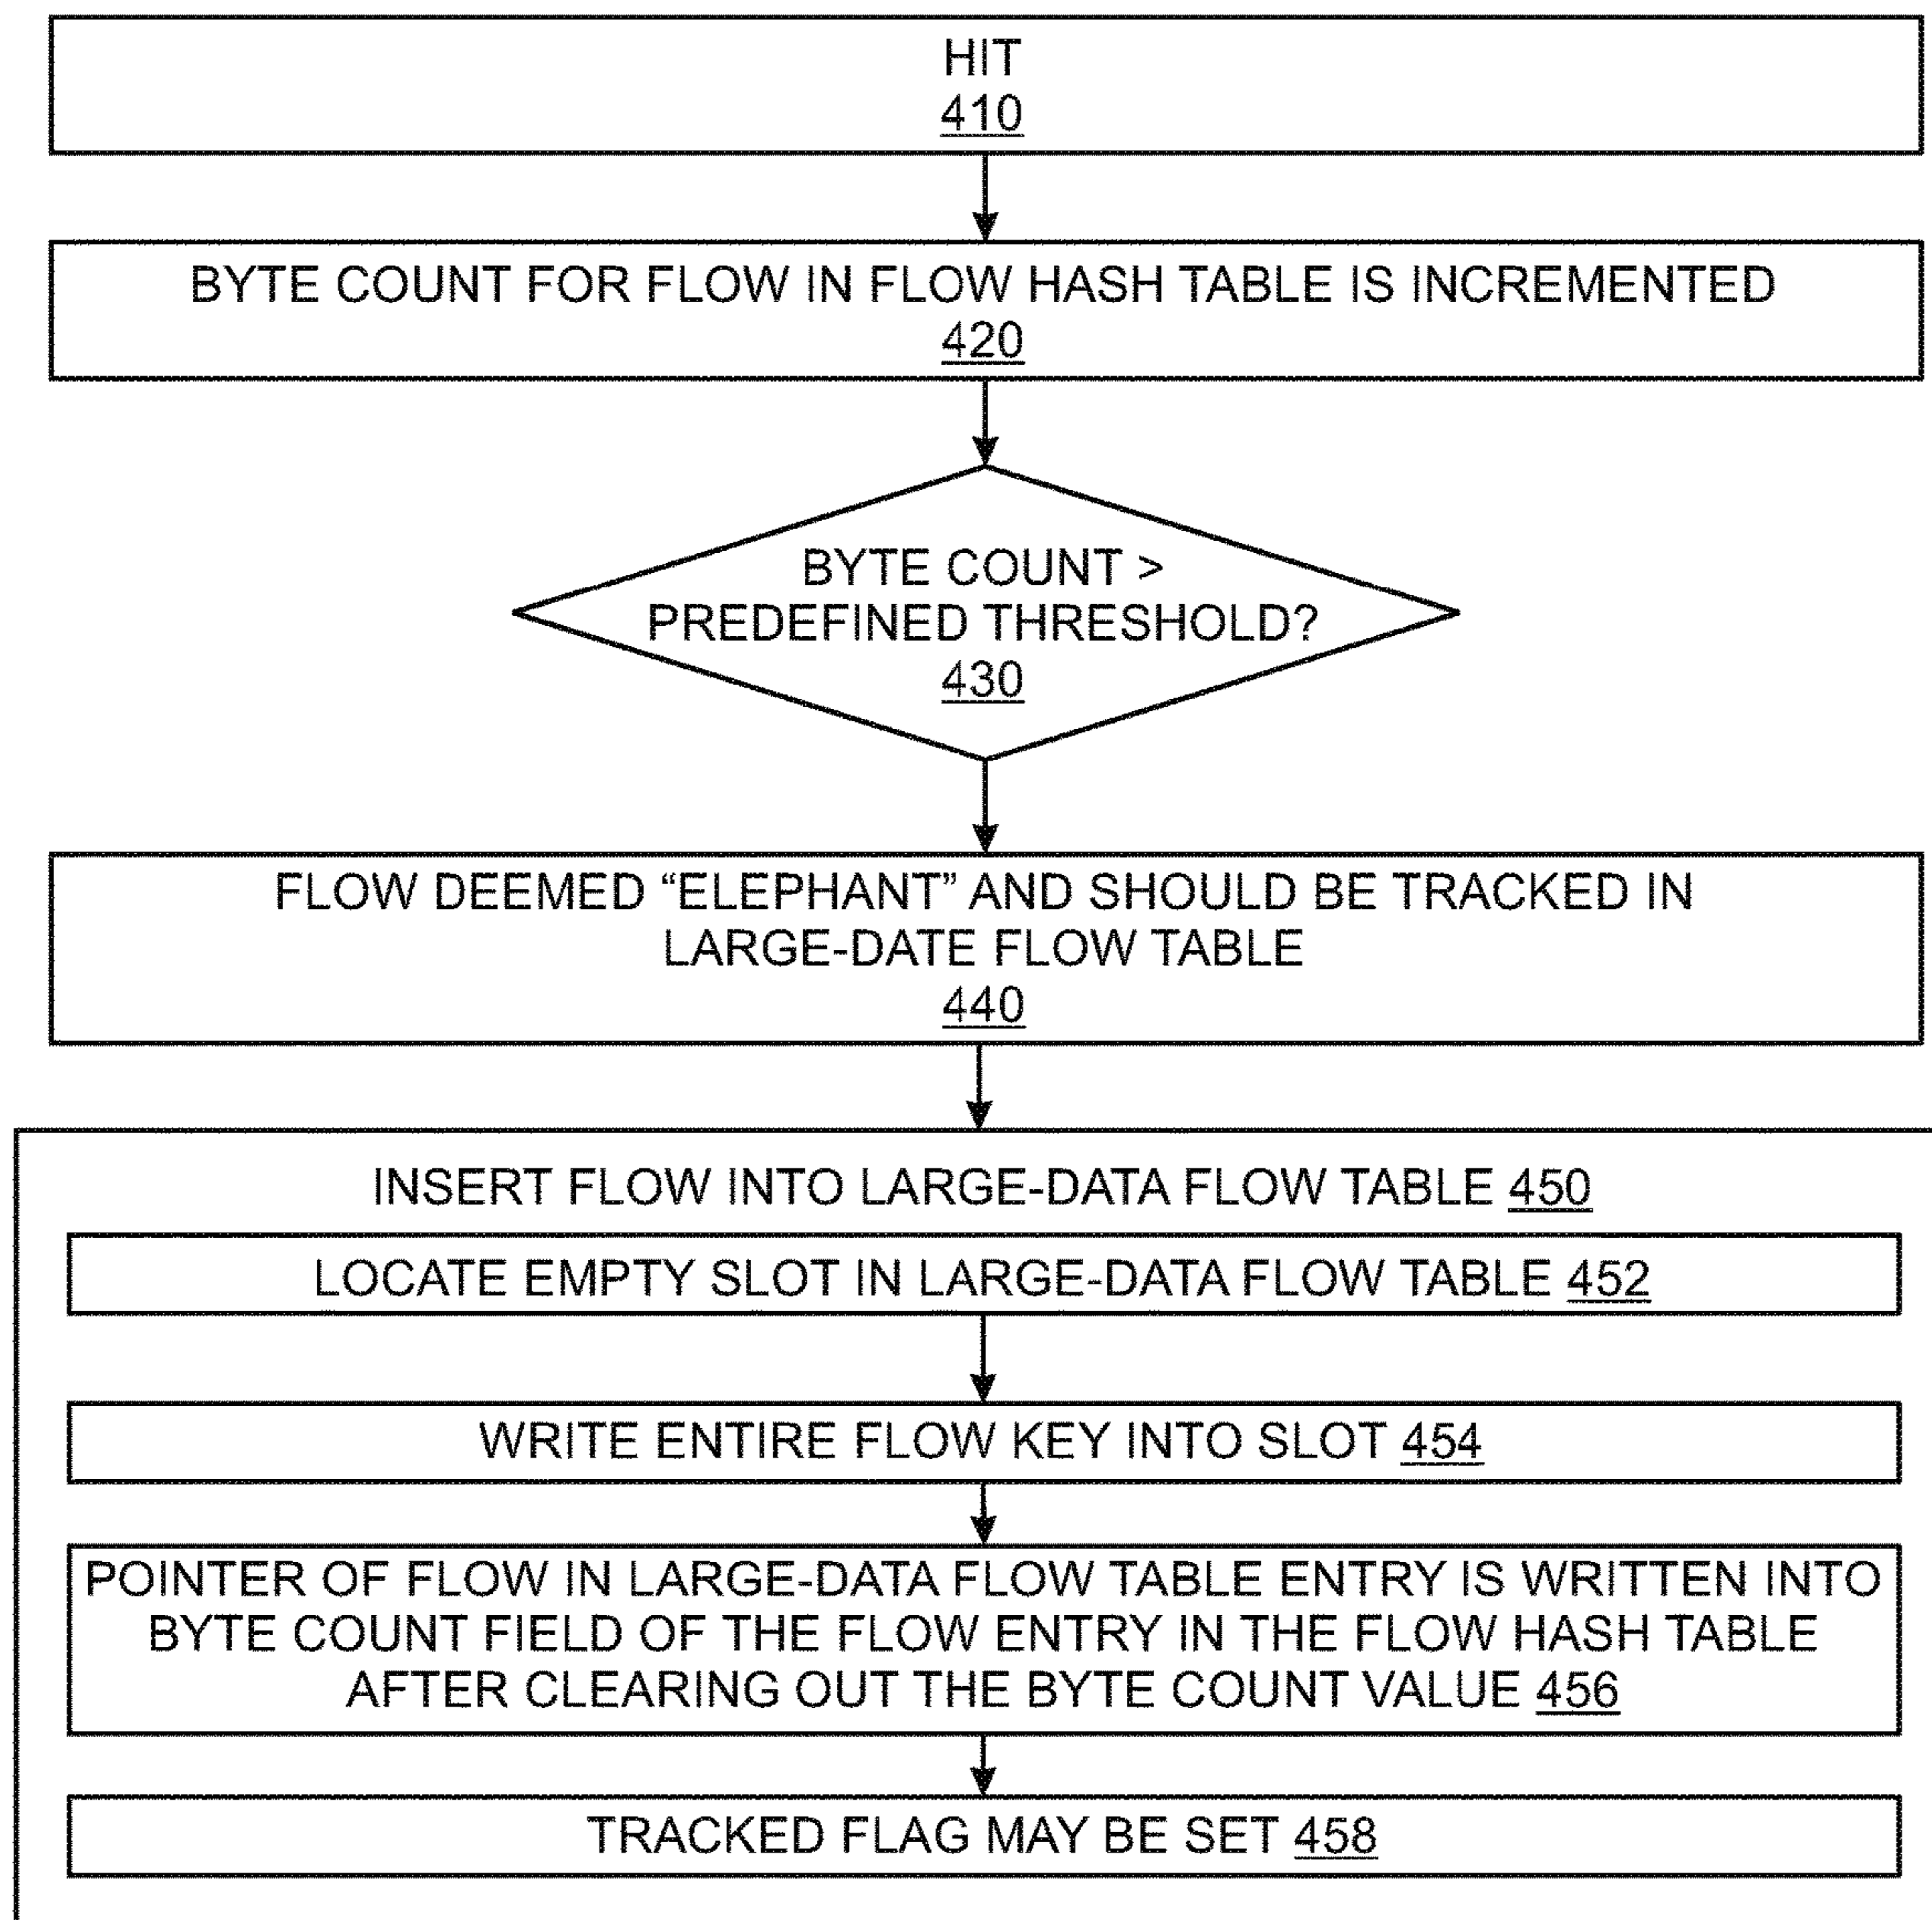 HIT
410
BYTE COUNT FOR FLOW IN FLOW HASH TABLE IS INCREMENTED
420
BYTE COUNT >
PREDEFINED THRESHOLD?
430
FLOW DEEMED “ELEPHANT” AND SHOULD BE TRACKED IN
LARGE-DATE FLOW TABLE
440
INSERT FLOW INTO LARGE-DATA FLOW TABLE 450
LOCATE EMPTY SLOT IN LARGE-DATA FLOW TABLE 452
WRITE ENTIRE FLOW KEY INTO SLOT 454
POINTER OF FLOW IN LARGE-DATA FLOW TABLE ENTRY IS WRITTEN INTO
BYTE COUNT FIELD OF THE FLOW ENTRY IN THE FLOW HASH TABLE
AFTER CLEARING OUT THE BYTE COUNT VALUE 456
TRACKED FLAG MAY BE SET 458